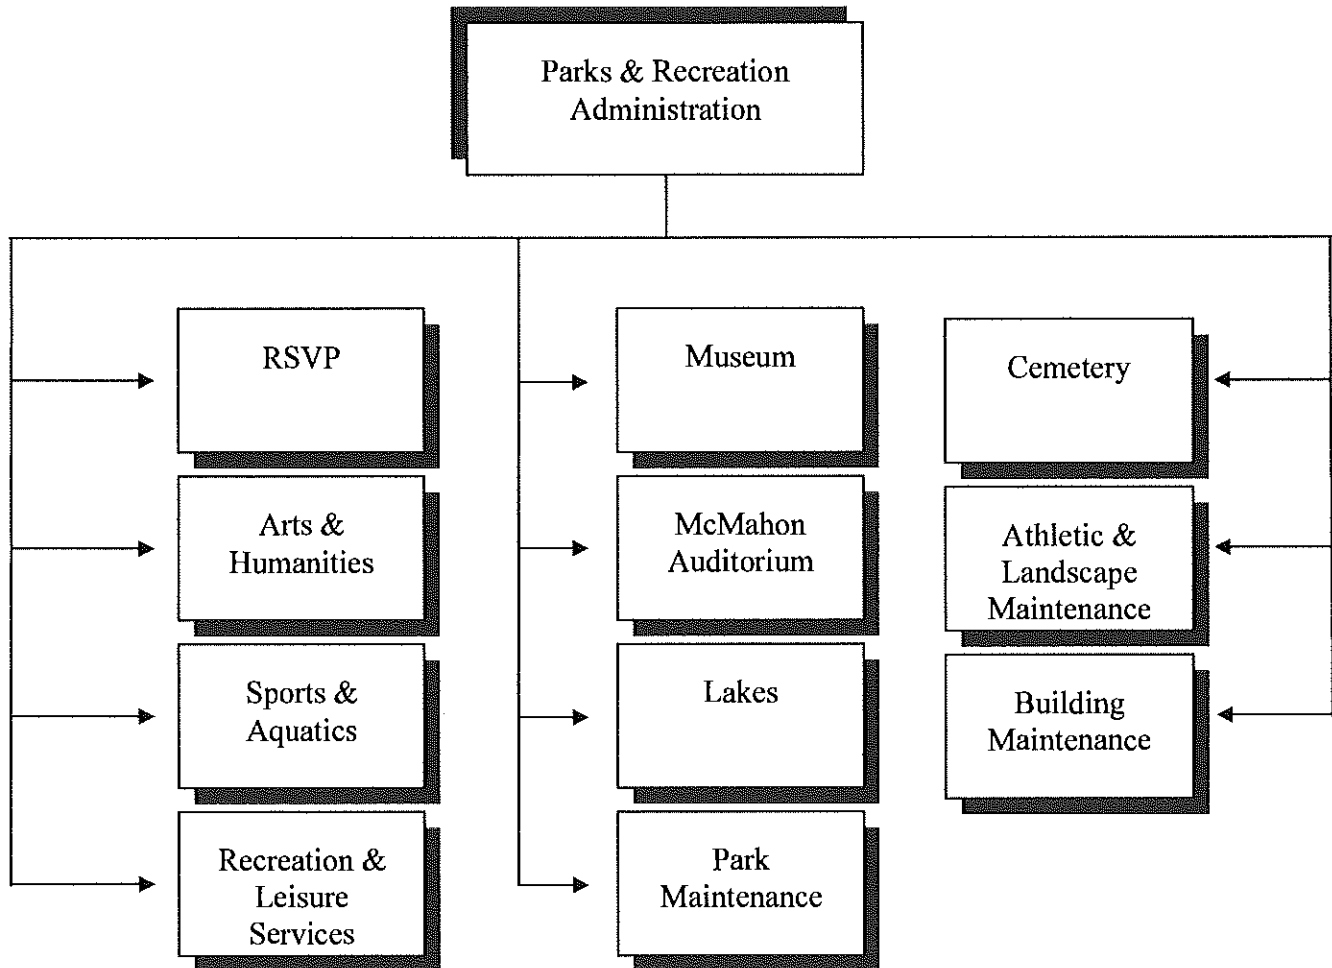 Parks & Recreation
Administration
RSVP
Arts &
Humanities
Sports &
Aquatics
Recreation &
Leisure
Services
Museum
McMahon
Auditorium
Lakes
Park
Maintenance
Cemetery
Athletic &
Landscape
Maintenance
Building
Maintenance